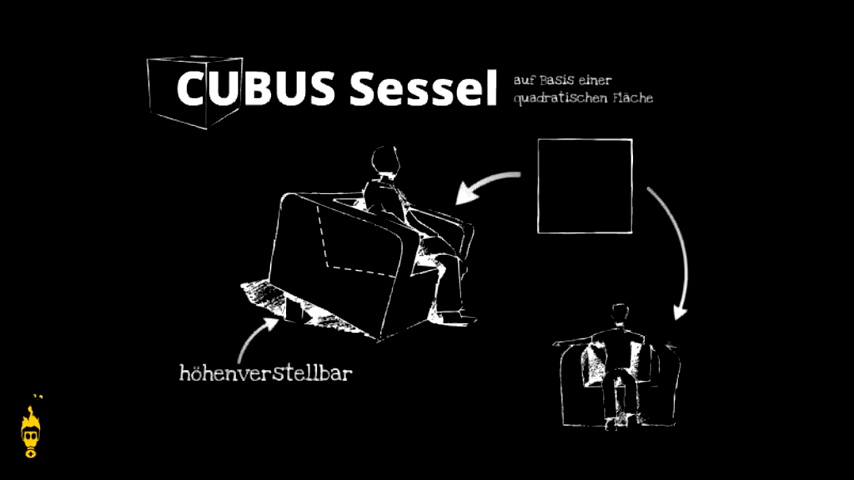 CUBUS Sessel
auf Basis einer
quadratischen Fläche
höhenverstellbar